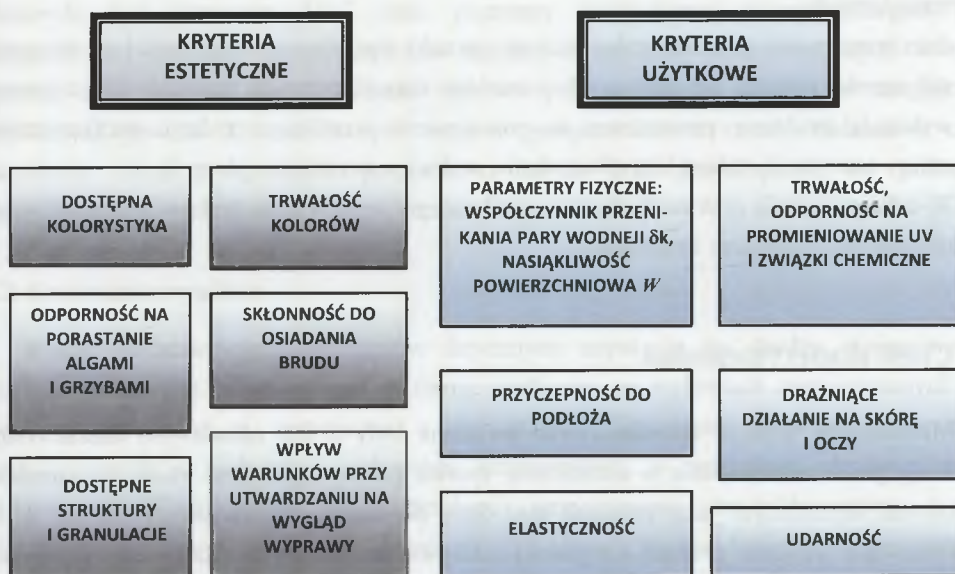 KRYTERIA
ESTETYCZNE
KRYTERIA
UŻYTKOWE
DOSTĘPNA
KOLORYSTYKA
TRWAŁOŚĆ
KOLORÓW
ODPORNOŚĆ NA
PORASTANIE
ALGAMI
I GRZYBAMI
SKŁONNOŚĆ DO
OSIADANIA
BRUDU
DOSTĘPNE
STRUKTURY
I GRANULACJE
WPŁYW
WARUNKÓW PRZY
UTWARDZANIU NA
WYGLĄD
WYPRAWY
PARAMETRY FIZYCZNE:
WSPÓŁCZYNNIK PRZENI-
KANIA PARY WODNEJI δk,
NASIĄKLIWOŚĆ
POWIERZCHNIOWA W
TRWAŁOŚĆ,
ODPORNOŚĆ NA
PROMIENIOWANIE UV
I ZWIĄZKI CHEMICZNE
PRZYCZEPNOŚĆ DO
PODŁOŻA
DRAŻNIĄCE
DZIAŁANIE NA SKÓRĘ
I OCZY
ELASTYCZNOŚĆ
UDARNOŚĆ